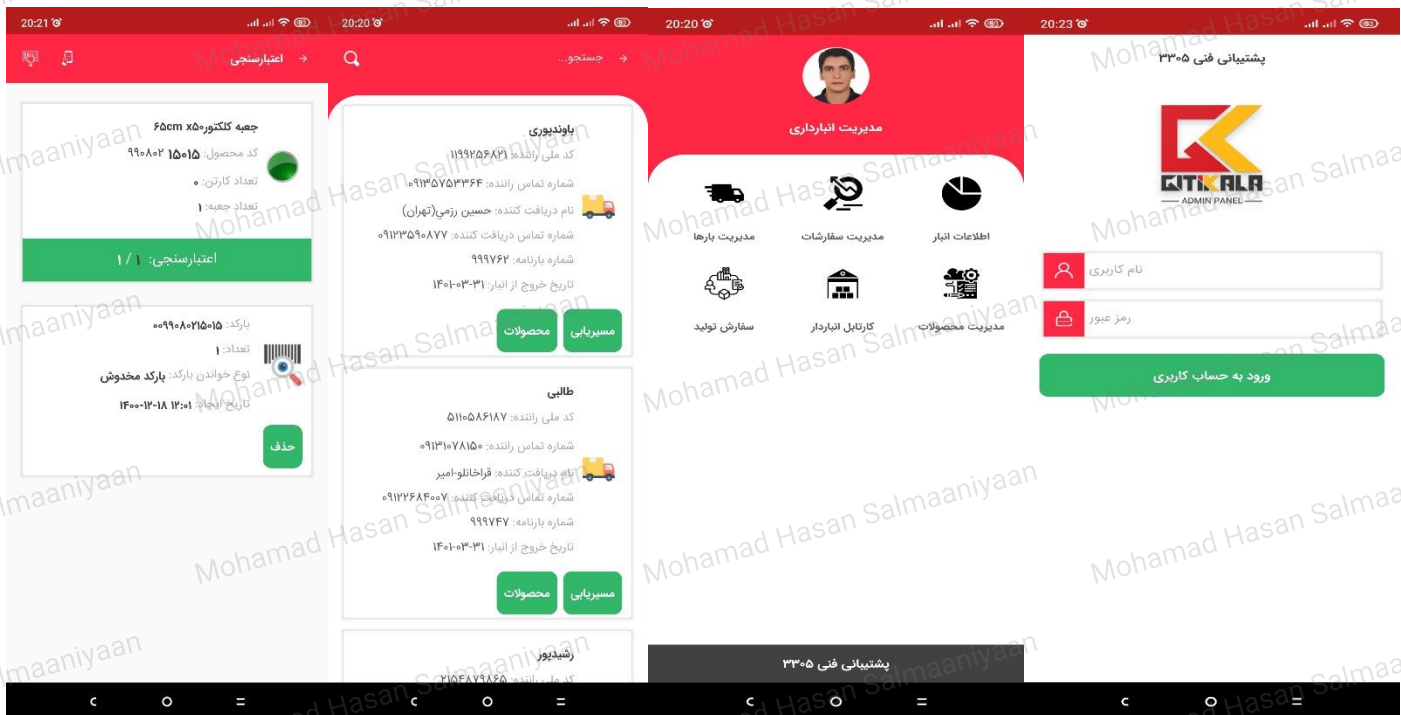 20:21
اعتبارسنجی
جعبه کلکتور۵۰x ۶۵cm
کد محصول: ۱۵۰۱۵ ۹۹۰۸۰۲
تعداد کارتن: ۰
تعداد جعبه: ۱
اعتبارسنجی: ۱ / ۱
بارکد: ۰۰۹۹۰۸۰۲۱۵۰۱۵
تعداد: ۱
نوع خواندن بارکد: بارکد مخدوش
تاریخ ایجاد: ۱۲:۰۱ ۱۸-۱۲-۱۴۰۰
حذف
20:20
جستجو...
باوندپوری
کد ملی راننده: ۱۱۹۹۲۵۶۸۲۱
شماره تماس راننده: ۰۹۱۳۵۷۵۳۳۶۴
نام دریافت کننده: حسین رزمي(تهران)
شماره تماس دریافت کننده: ۰۹۱۲۳۵۹۰۸۷۷
شماره بارنامه: ۹۹۹۷۶۲
تاریخ خروج از انبار: ۳۱-۰۳-۱۴۰۱
مسیریابی
محصولات
طالبی
کد ملی راننده: ۵۱۱۰۵۸۶۱۸۷
شماره تماس راننده: ۰۹۱۳۱۰۷۸۱۵۰
نام دریافت کننده: قراخانلو-امیر
شماره تماس دریافت کننده: ۰۹۱۲۲۶۸۴۰۰۷
شماره بارنامه: ۹۹۹۷۴۷
تاریخ خروج از انبار: ۳۱-۰۳-۱۴۰۱
مسیریابی
محصولات
رشیدپور
کد ملی راننده: ۲۱۵۴۸۷۹۸۶۵
20:20
مدیریت انبارداری
اطلاعات انبار
مدیریت سفارشات
مدیریت بارها
مدیریت محصولات
کارتابل انباردار
سفارش تولید
پشتیبانی فنی ۳۳۰۵
20:23
پشتیبانی فنی ۳۳۰۵
GITIKALA
ADMIN PANEL
نام کاربری
رمز عبور
ورود به حساب کاربری
Mohamad Hasan Salmaaniyaan